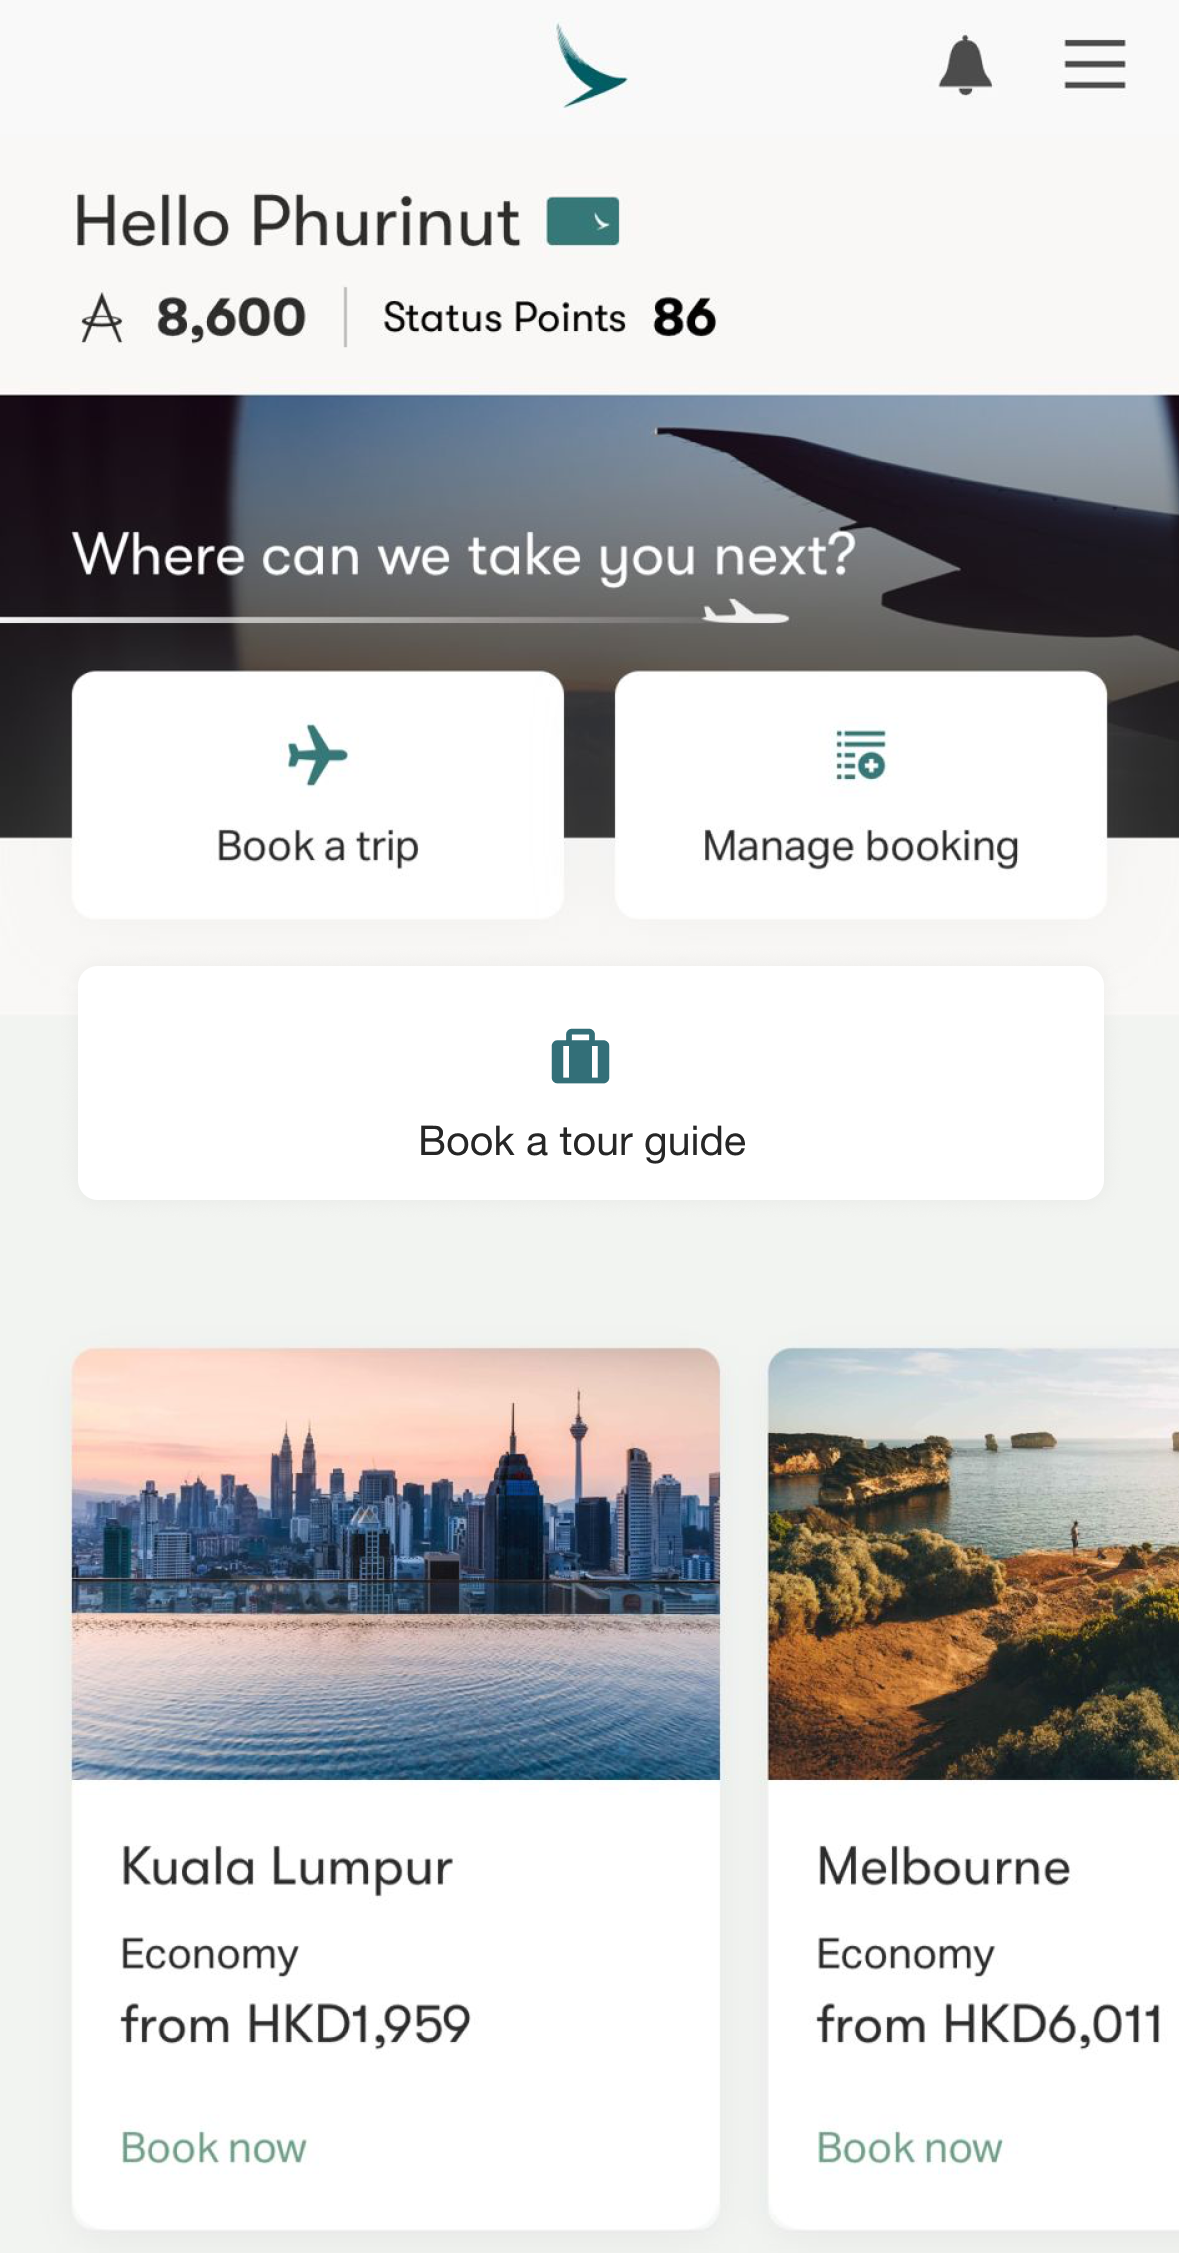 Hello Phurinut
8,600 Status Points 86
Where can we take you next?
Book a trip
Manage booking
Book a tour guide
Kuala Lumpur
Economy
from HKD1,959
Book now
Melbourne
Economy
from HKD6,011
Book now